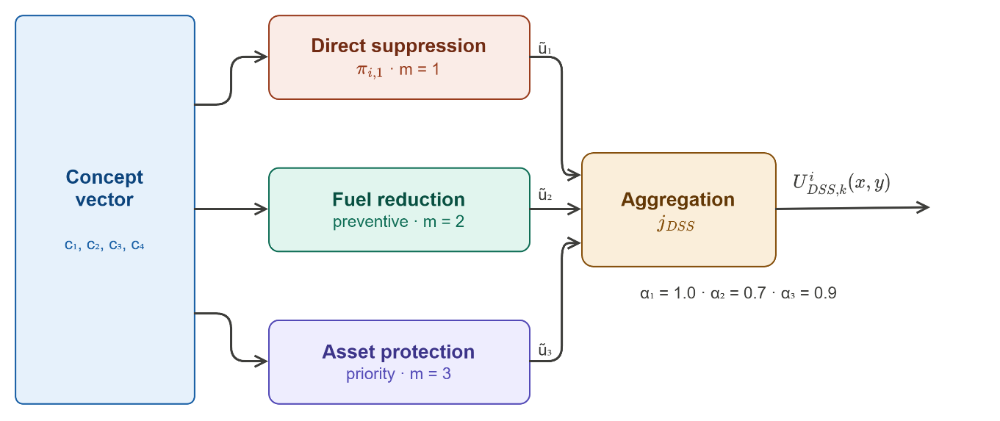 Concept
vector
c₁, c₂, c₃, c₄
Direct suppression
π_{i,1} · m = 1
ũ₁
Fuel reduction
preventive · m = 2
ũ₂
Asset protection
priority · m = 3
ũ₃
Aggregation
j_{DSS}
α₁ = 1.0 · α₂ = 0.7 · α₃ = 0.9
U^{i}_{DSS,k}(x, y)